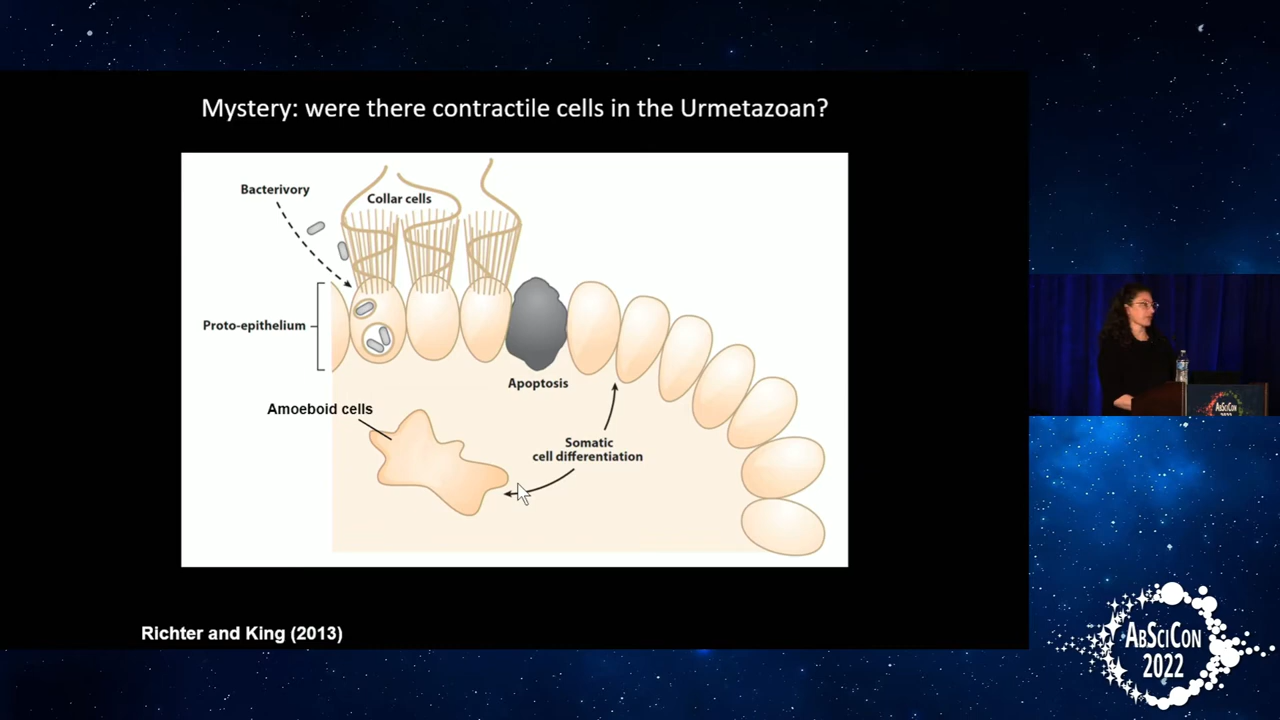 Mystery: were there contractile cells in the Urmetazoan?
Bacterivory
Collar cells
Proto-epithelium
Apoptosis
Amoeboid cells
Somatic
cell differentiation
Richter and King (2013)
ABSCICON
ABSCICON
2022